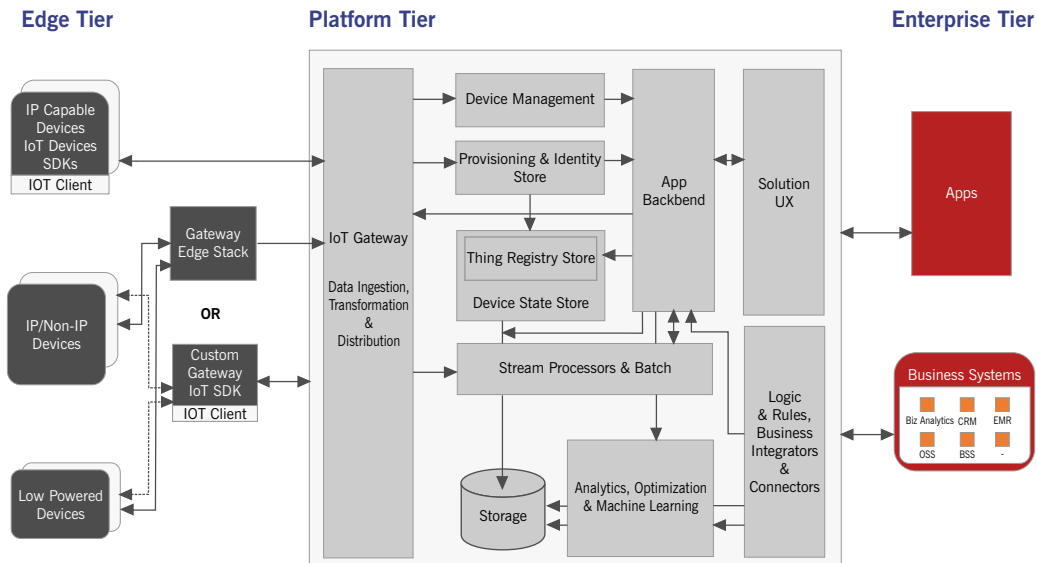 Edge Tier
Platform Tier
Enterprise Tier
IP Capable
Devices
IoT Devices
SDKs
IOT Client
Gateway
Edge Stack
IP/Non-IP
Devices
OR
Custom
Gateway
IoT SDK
IOT Client
Low Powered
Devices
IoT Gateway
Data Ingestion,
Transformation
&
Distribution
Device Management
Provisioning & Identity
Store
Thing Registry Store
Device State Store
Stream Processors & Batch
Storage
Analytics, Optimization
& Machine Learning
App
Backbend
Solution
UX
Logic
& Rules,
Business
Integrators
&
Connectors
Apps
Business Systems
Biz Analytics
CRM
EMR
OSS
BSS
-